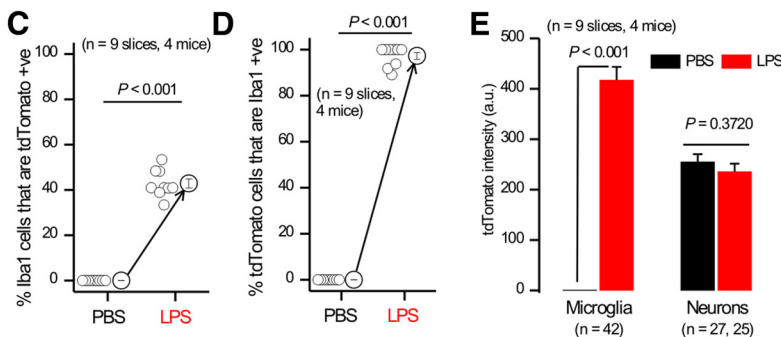 C
% Iba1 cells that are tdTomato +ve
100
80
60
40
20
0
(n = 9 slices, 4 mice)
P < 0.001
PBS
LPS
D
% tdTomato cells that are Iba1 +ve
100
80
60
40
20
0
P < 0.001
(n = 9 slices,
4 mice)
PBS
LPS
E
(n = 9 slices, 4 mice)
tdTomato intensity (a.u.)
500
400
300
200
100
0
P < 0.001
PBS
LPS
P = 0.3720
Microglia
(n = 42)
Neurons
(n = 27, 25)